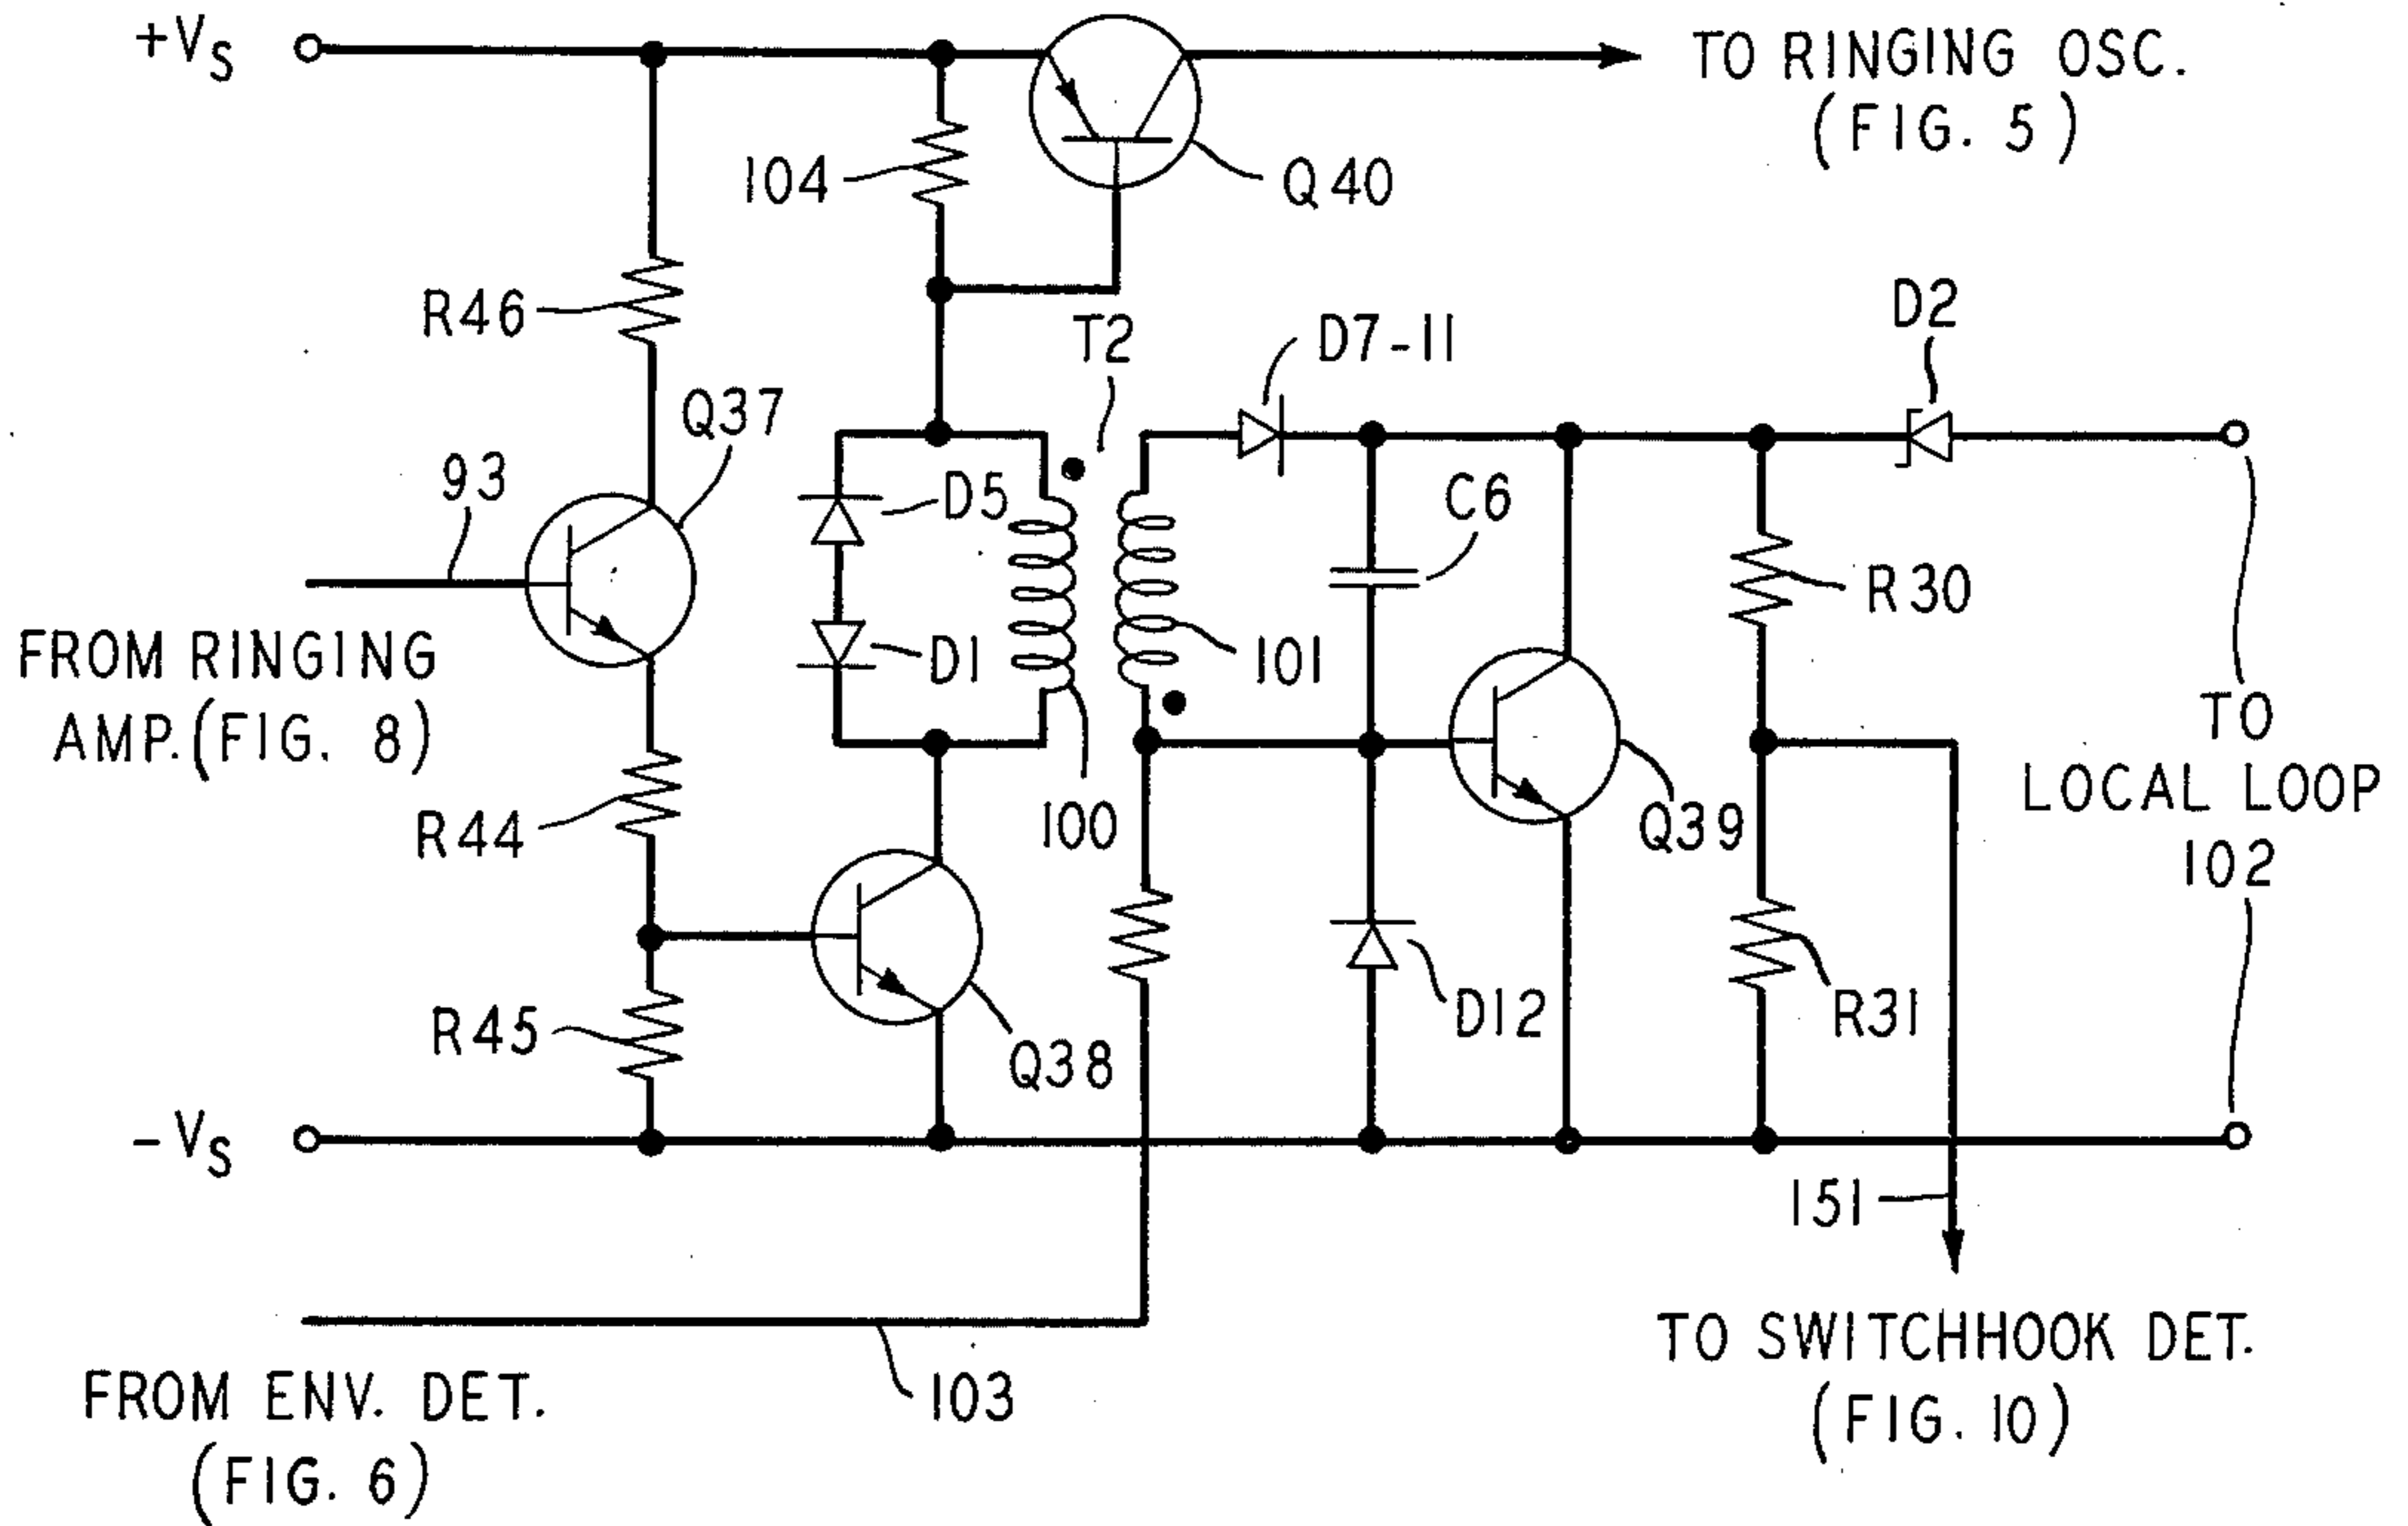 +VS
TO RINGING OSC.
(FIG. 5)
104
Q40
R46
T2
D7-11
D2
Q37
93
D5
C6
R30
FROM RINGING
AMP.(FIG. 8)
D1
101
TO
LOCAL LOOP
102
R44
100
Q39
R45
Q38
D12
R31
-VS
151
103
FROM ENV. DET.
(FIG. 6)
TO SWITCHHOOK DET.
(FIG. 10)